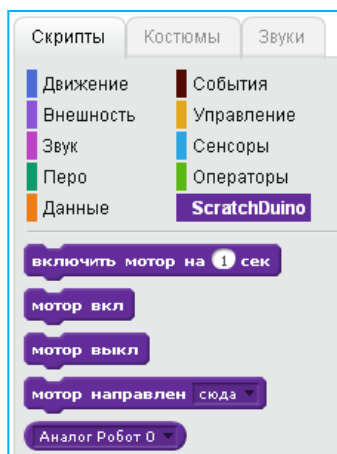 Скрипты Костюмы Звуки
Движение События
Внешность Управление
Звук Сенсоры
Перо Операторы
Данные ScratchDuino
включить мотор на 1 сек
мотор вкл
мотор выкл
мотор направлен сюда
Аналог Робот 0